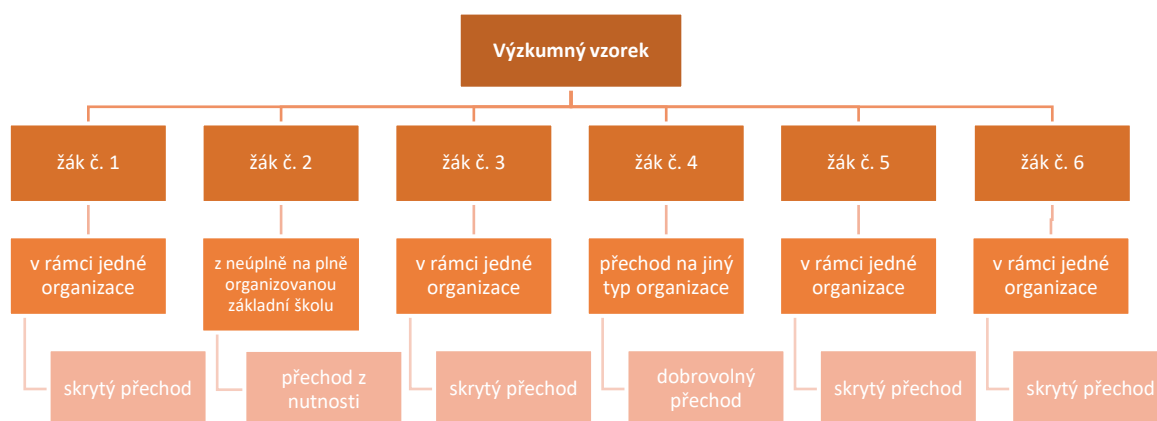 Výzkumný vzorek
žák č. 1
žák č. 2
žák č. 3
žák č. 4
žák č. 5
žák č. 6
v rámci jedné
organizace
z neúplně na plně
organizovanou
základní školu
v rámci jedné
organizace
přechod na jiný
typ organizace
v rámci jedné
organizace
v rámci jedné
organizace
skrytý přechod
přechod z
nutnosti
skrytý přechod
dobrovolný
přechod
skrytý přechod
skrytý přechod